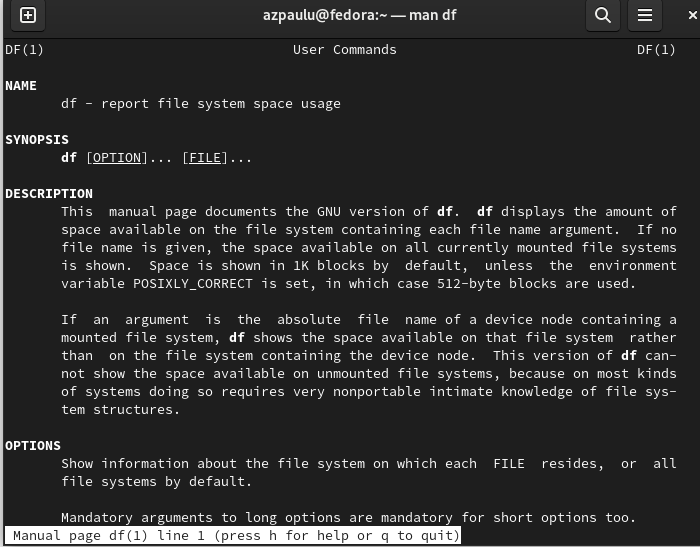 azpaulu@fedora:~ — man df
DF(1) User Commands DF(1)
NAME
df - report file system space usage
SYNOPSIS
df [OPTION]... [FILE]...
DESCRIPTION
This manual page documents the GNU version of df. df displays the amount of
space available on the file system containing each file name argument. If no
file name is given, the space available on all currently mounted file systems
is shown. Space is shown in 1K blocks by default, unless the environment
variable POSIXLY_CORRECT is set, in which case 512-byte blocks are used.
If an argument is the absolute file name of a device node containing a
mounted file system, df shows the space available on that file system rather
than on the file system containing the device node. This version of df can-
not show the space available on unmounted file systems, because on most kinds
of systems doing so requires very nonportable intimate knowledge of file sys-
tem structures.
OPTIONS
Show information about the file system on which each FILE resides, or all
file systems by default.
Mandatory arguments to long options are mandatory for short options too.
Manual page df(1) line 1 (press h for help or q to quit)